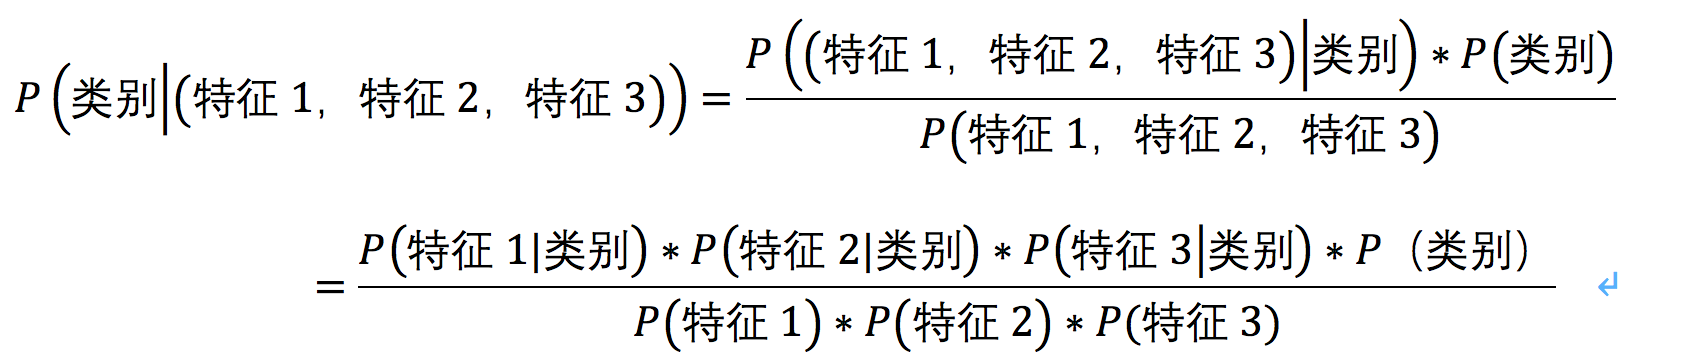 P((特征 1，特征 2，特征 3)|类别) * P(类别)
P(类别|(特征 1，特征 2，特征 3)) =
P(特征 1，特征 2，特征 3)
P(特征 1|类别) * P(特征 2|类别) * P(特征 3|类别) * P（类别）
= ↵
P(特征 1) * P(特征 2) * P(特征 3)